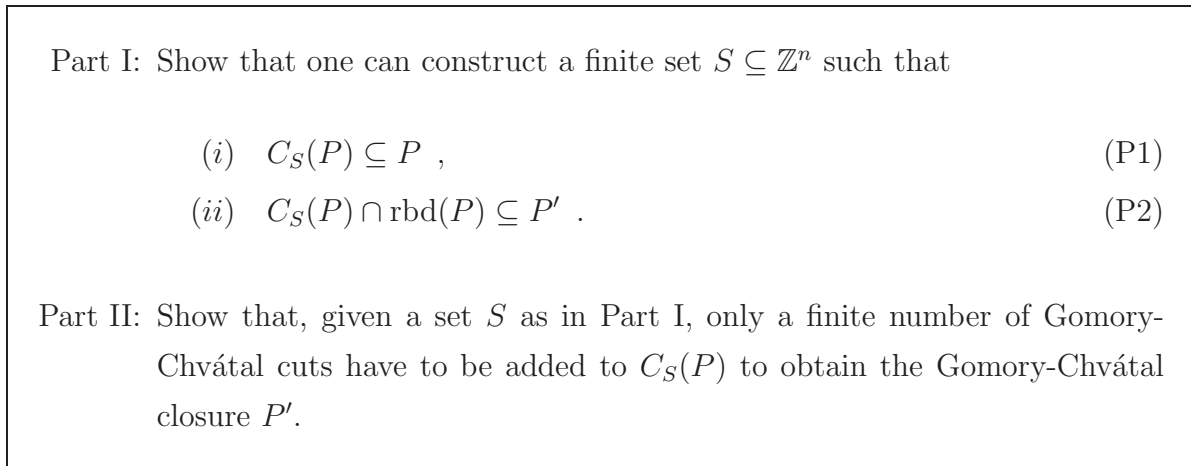 Part I: Show that one can construct a finite set S ⊆ ℤⁿ such that
(i) C_S(P) ⊆ P , (P1)
(ii) C_S(P) ∩ rbd(P) ⊆ P′ . (P2)
Part II: Show that, given a set S as in Part I, only a finite number of Gomory-
Chvátal cuts have to be added to C_S(P) to obtain the Gomory-Chvátal
closure P′.